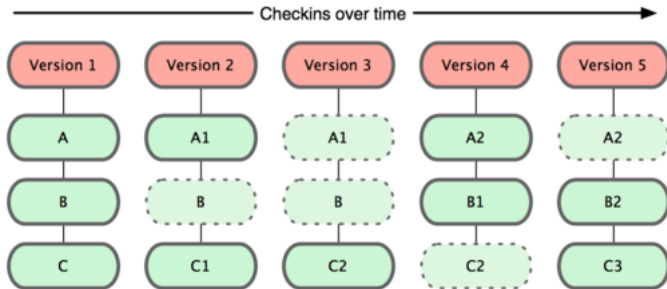 Checkins over time
Version 1 Version 2 Version 3 Version 4 Version 5
A A1 A1 A2 A2
B B B B1 B2
C C1 C2 C2 C3